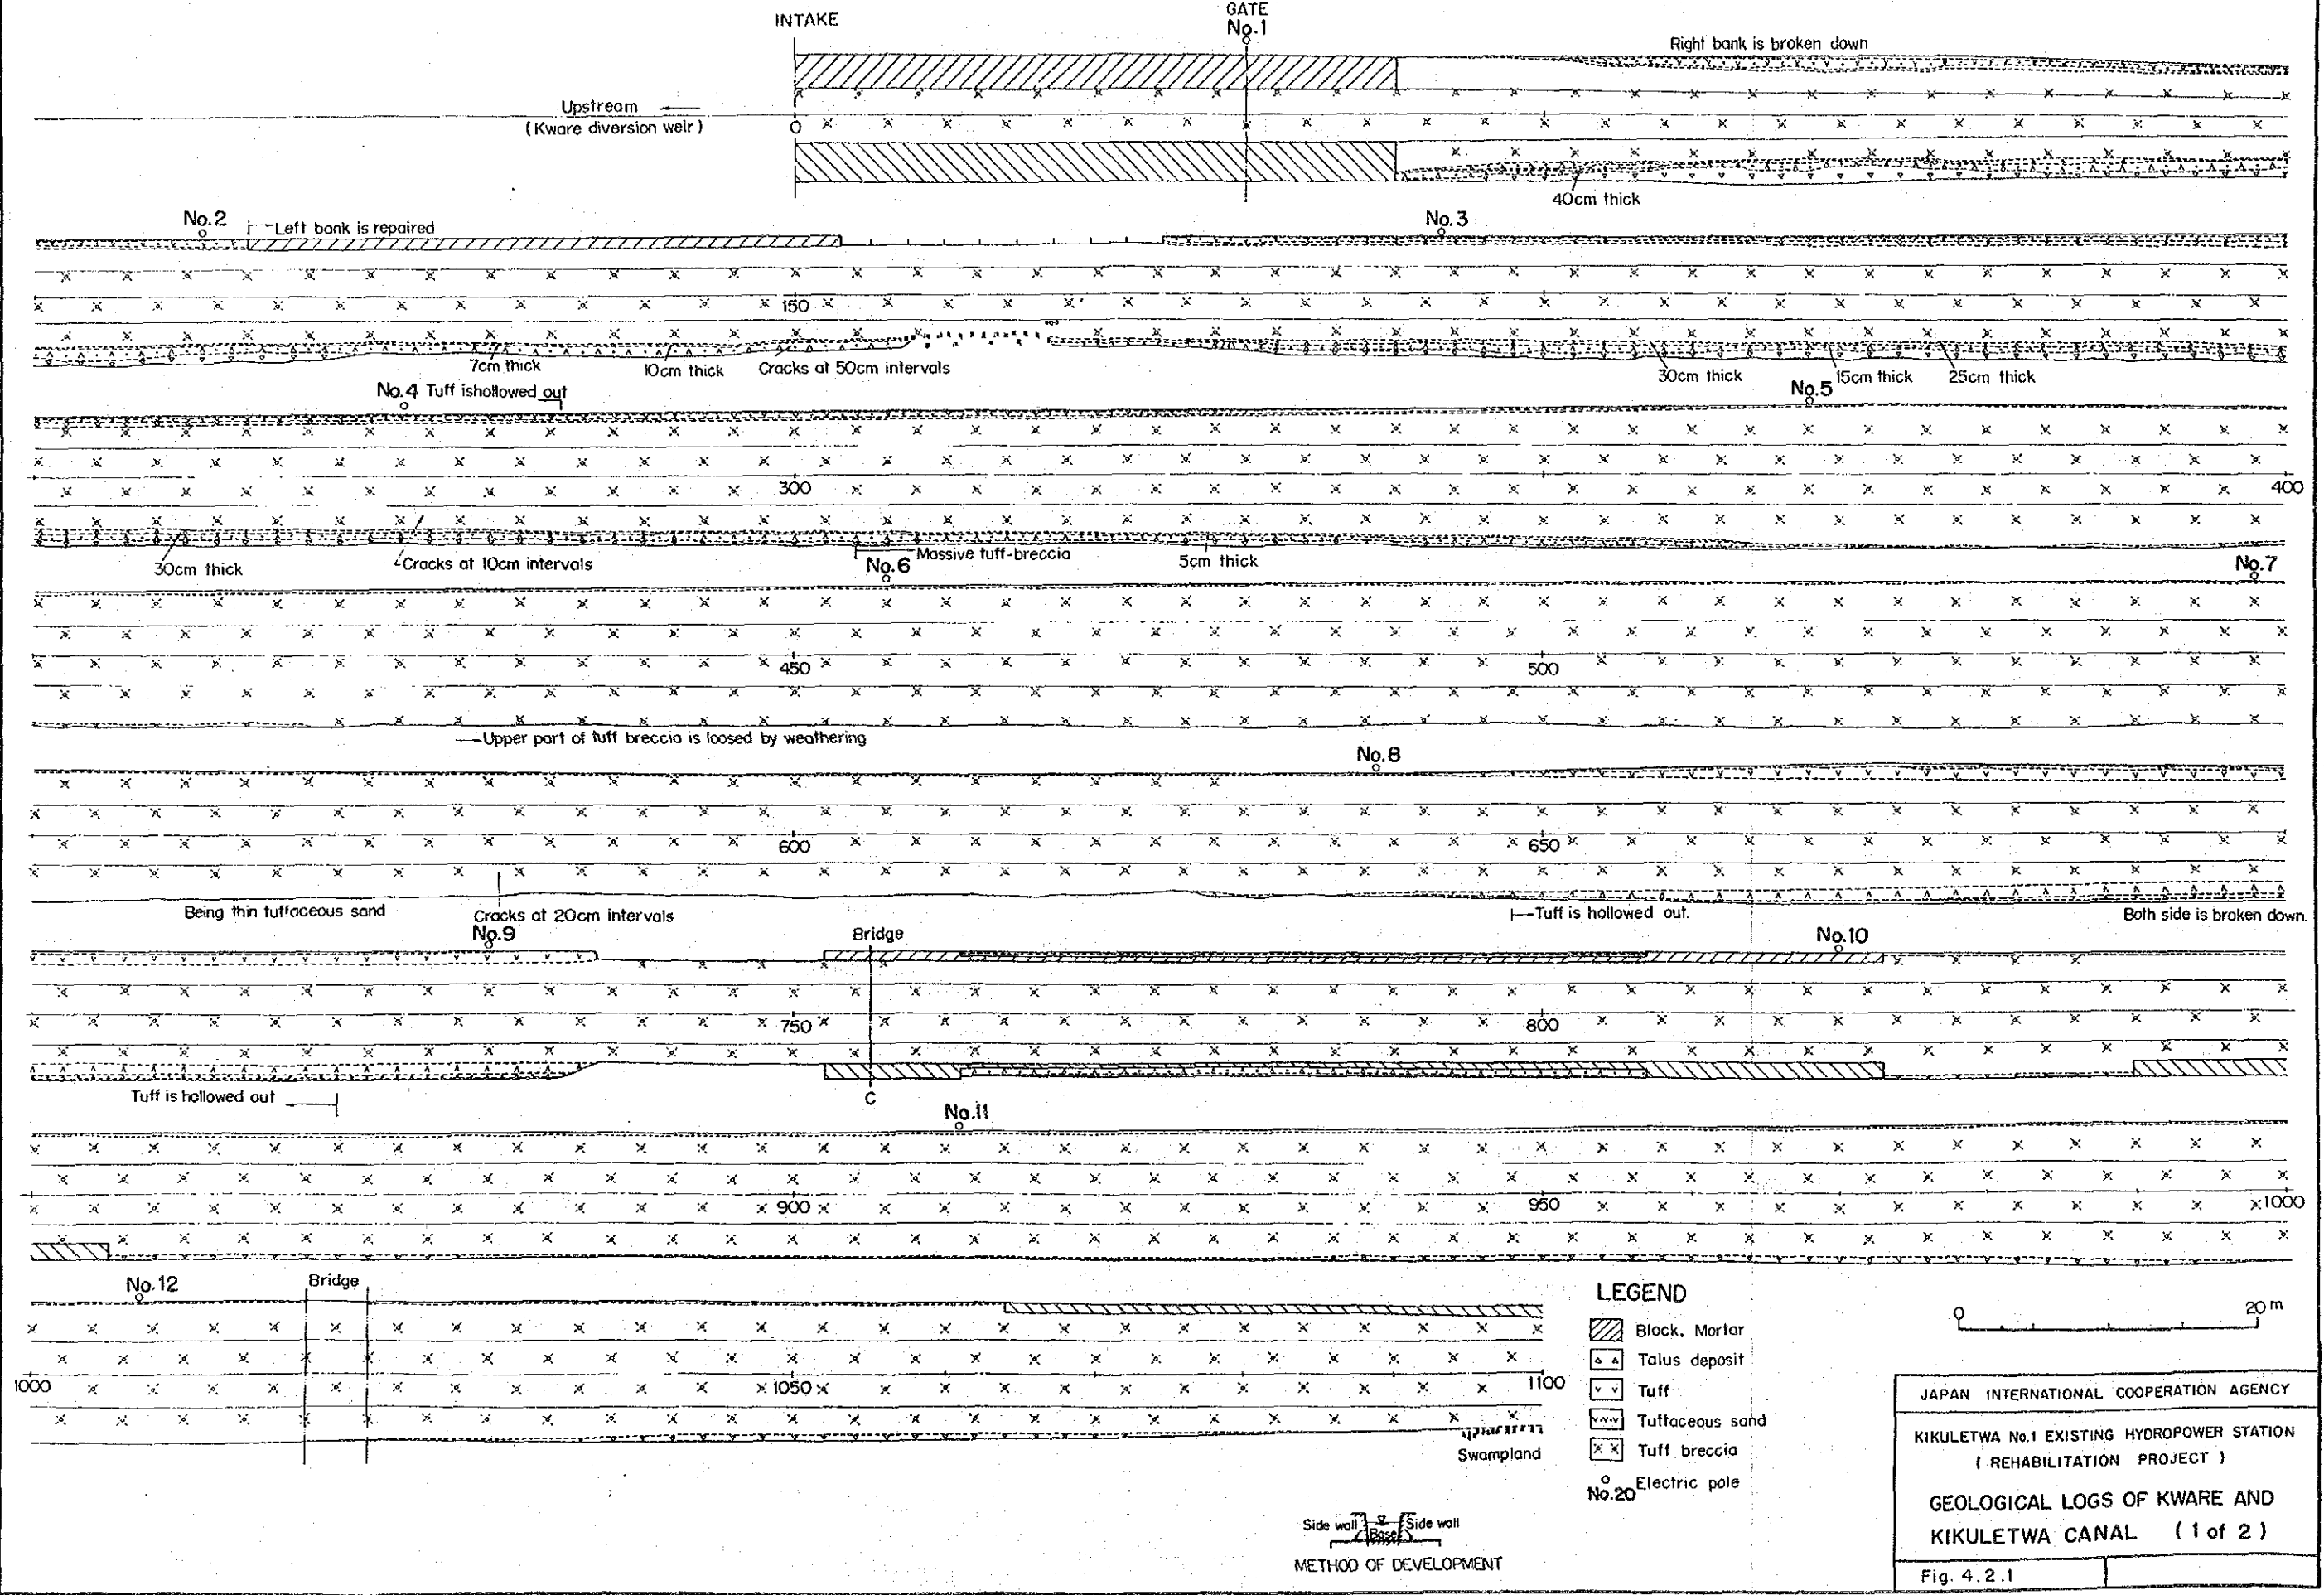 INTAKE
GATE
No.1
Right bank is broken down
Upstream
(Kware diversion weir)
0
40cm thick
No.2
Left bank is repaired
No.3
150
7cm thick
10cm thick
Cracks at 50cm intervals
30cm thick
15cm thick
25cm thick
No.4 Tuff ishollowed out
No.5
300
400
30cm thick
Cracks at 10cm intervals
Massive tuff-breccia
5cm thick
No.6
No.7
450
500
Upper part of tuff breccia is loosed by weathering
No.8
600
650
Being thin tuffaceous sand
Cracks at 20cm intervals
Tuff is hollowed out.
Both side is broken down.
No.9
Bridge
No.10
750
800
Tuff is hollowed out
C
No.11
900
950
1000
No.12
Bridge
1000
1050
1100
Swampland
LEGEND
Block, Mortar
Talus deposit
Tuff
Tuffaceous sand
Tuff breccia
No.20 Electric pole
0 20 m
Side wall Base Side wall
METHOD OF DEVELOPMENT
JAPAN INTERNATIONAL COOPERATION AGENCY
KIKULETWA No.1 EXISTING HYDROPOWER STATION
( REHABILITATION PROJECT )
GEOLOGICAL LOGS OF KWARE AND
KIKULETWA CANAL (1 of 2)
Fig. 4.2.1